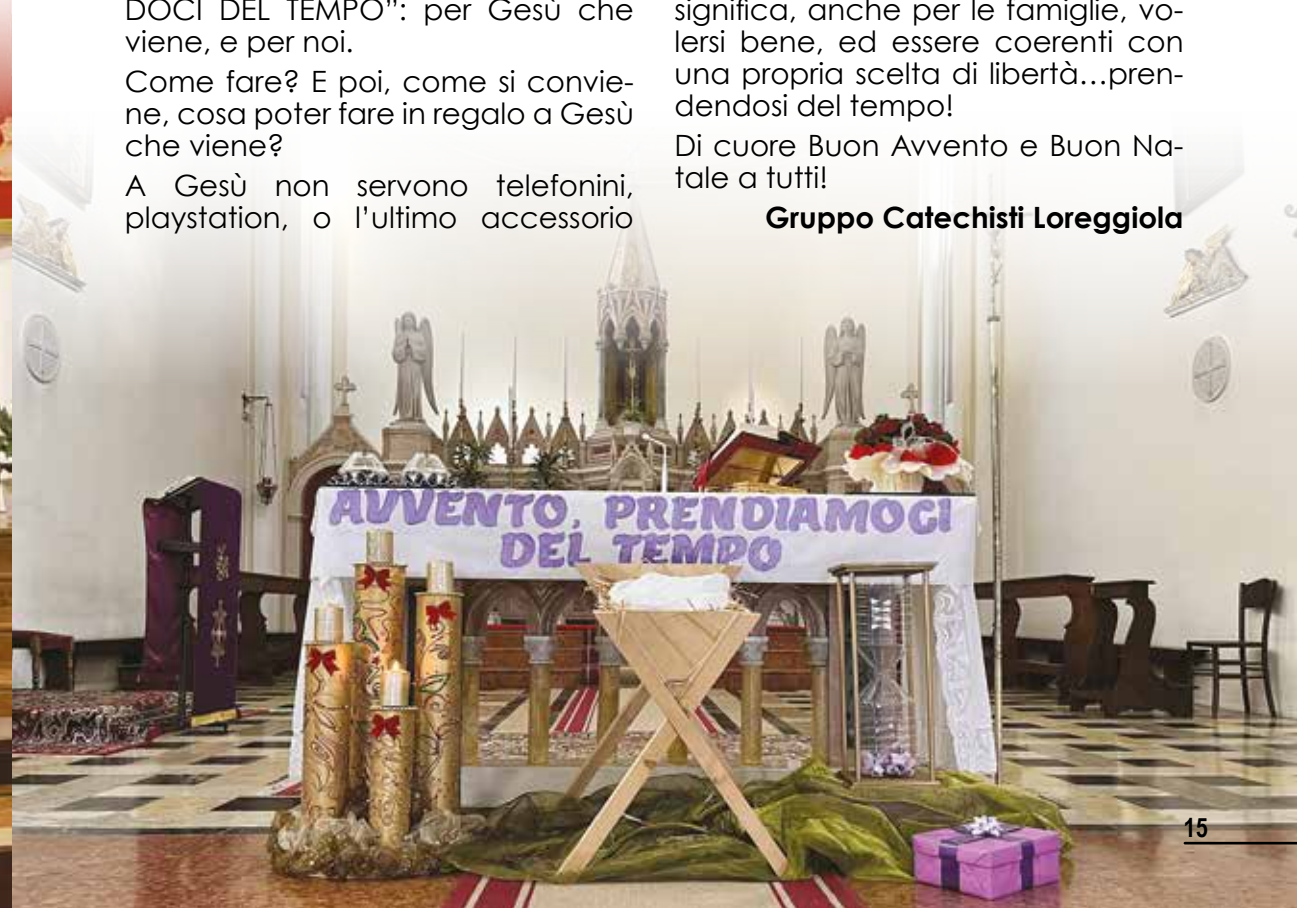 DOCI DEL TEMPO”: per Gesù che
viene, e per noi.
Come fare? E poi, come si convie-
ne, cosa poter fare in regalo a Gesù
che viene?
A Gesù non servono telefonini,
playstation, o l’ultimo accessorio
significa, anche per le famiglie, vo-
lersi bene, ed essere coerenti con
una propria scelta di libertà…pren-
dendosi del tempo!
Di cuore Buon Avvento e Buon Na-
tale a tutti!
Gruppo Catechisti Loreggiola
AVVENTO, PRENDIAMOCI
DEL TEMPO
15